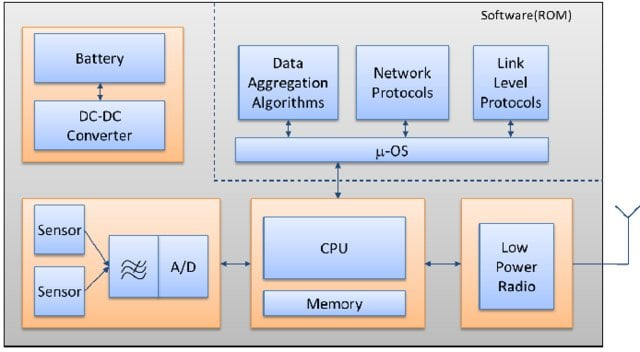 Software(ROM)
Battery
DC-DC
Converter
Data
Aggregation
Algorithms
Network
Protocols
Link
Level
Protocols
μ-OS
Sensor
Sensor
A/D
CPU
Memory
Low
Power
Radio